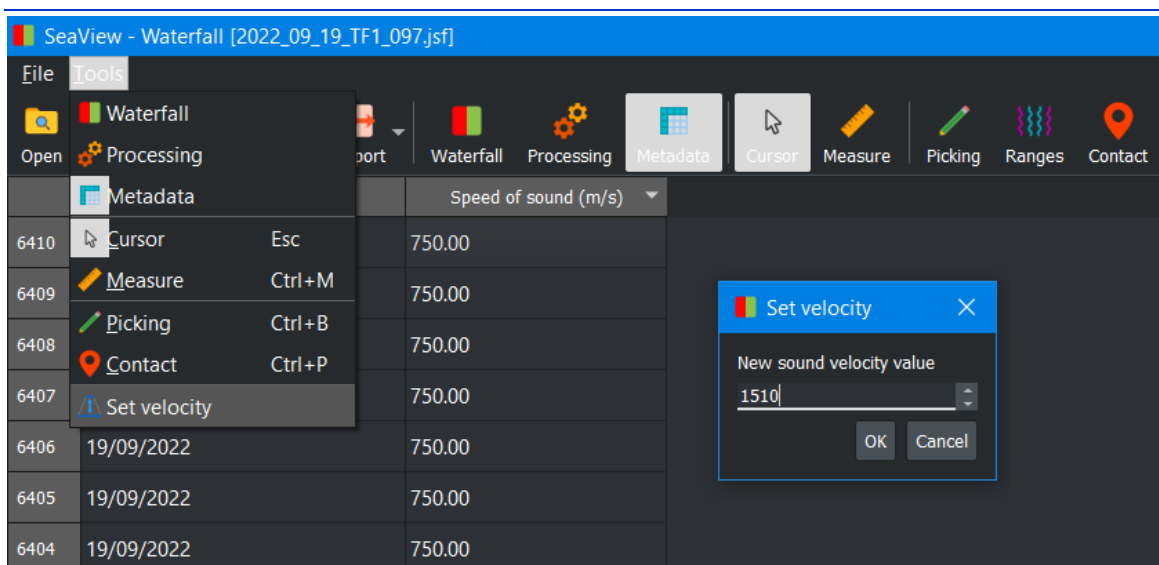 SeaView - Waterfall [2022_09_19_TF1_097.jsf]
File Tools
Open port Waterfall Processing Metadata Cursor Measure Picking Ranges Contact
Waterfall
Processing
Metadata
Cursor Esc
Measure Ctrl+M
Picking Ctrl+B
Contact Ctrl+P
Set velocity
Speed of sound (m/s)
6410 750.00
6409 750.00
6408 750.00
6407 750.00
6406 19/09/2022 750.00
6405 19/09/2022 750.00
6404 19/09/2022 750.00
Set velocity
New sound velocity value
1510
OK Cancel